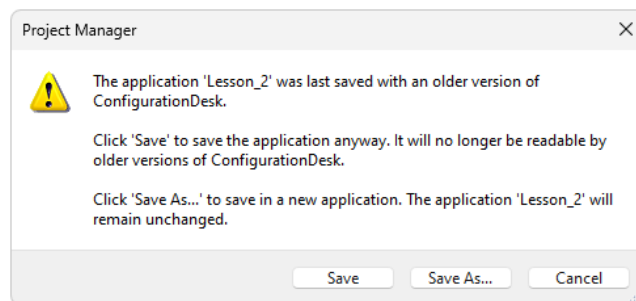 Project Manager
The application 'Lesson_2' was last saved with an older version of
ConfigurationDesk.
Click 'Save' to save the application anyway. It will no longer be readable by
older versions of ConfigurationDesk.
Click 'Save As...' to save in a new application. The application 'Lesson_2' will
remain unchanged.
Save
Save As...
Cancel